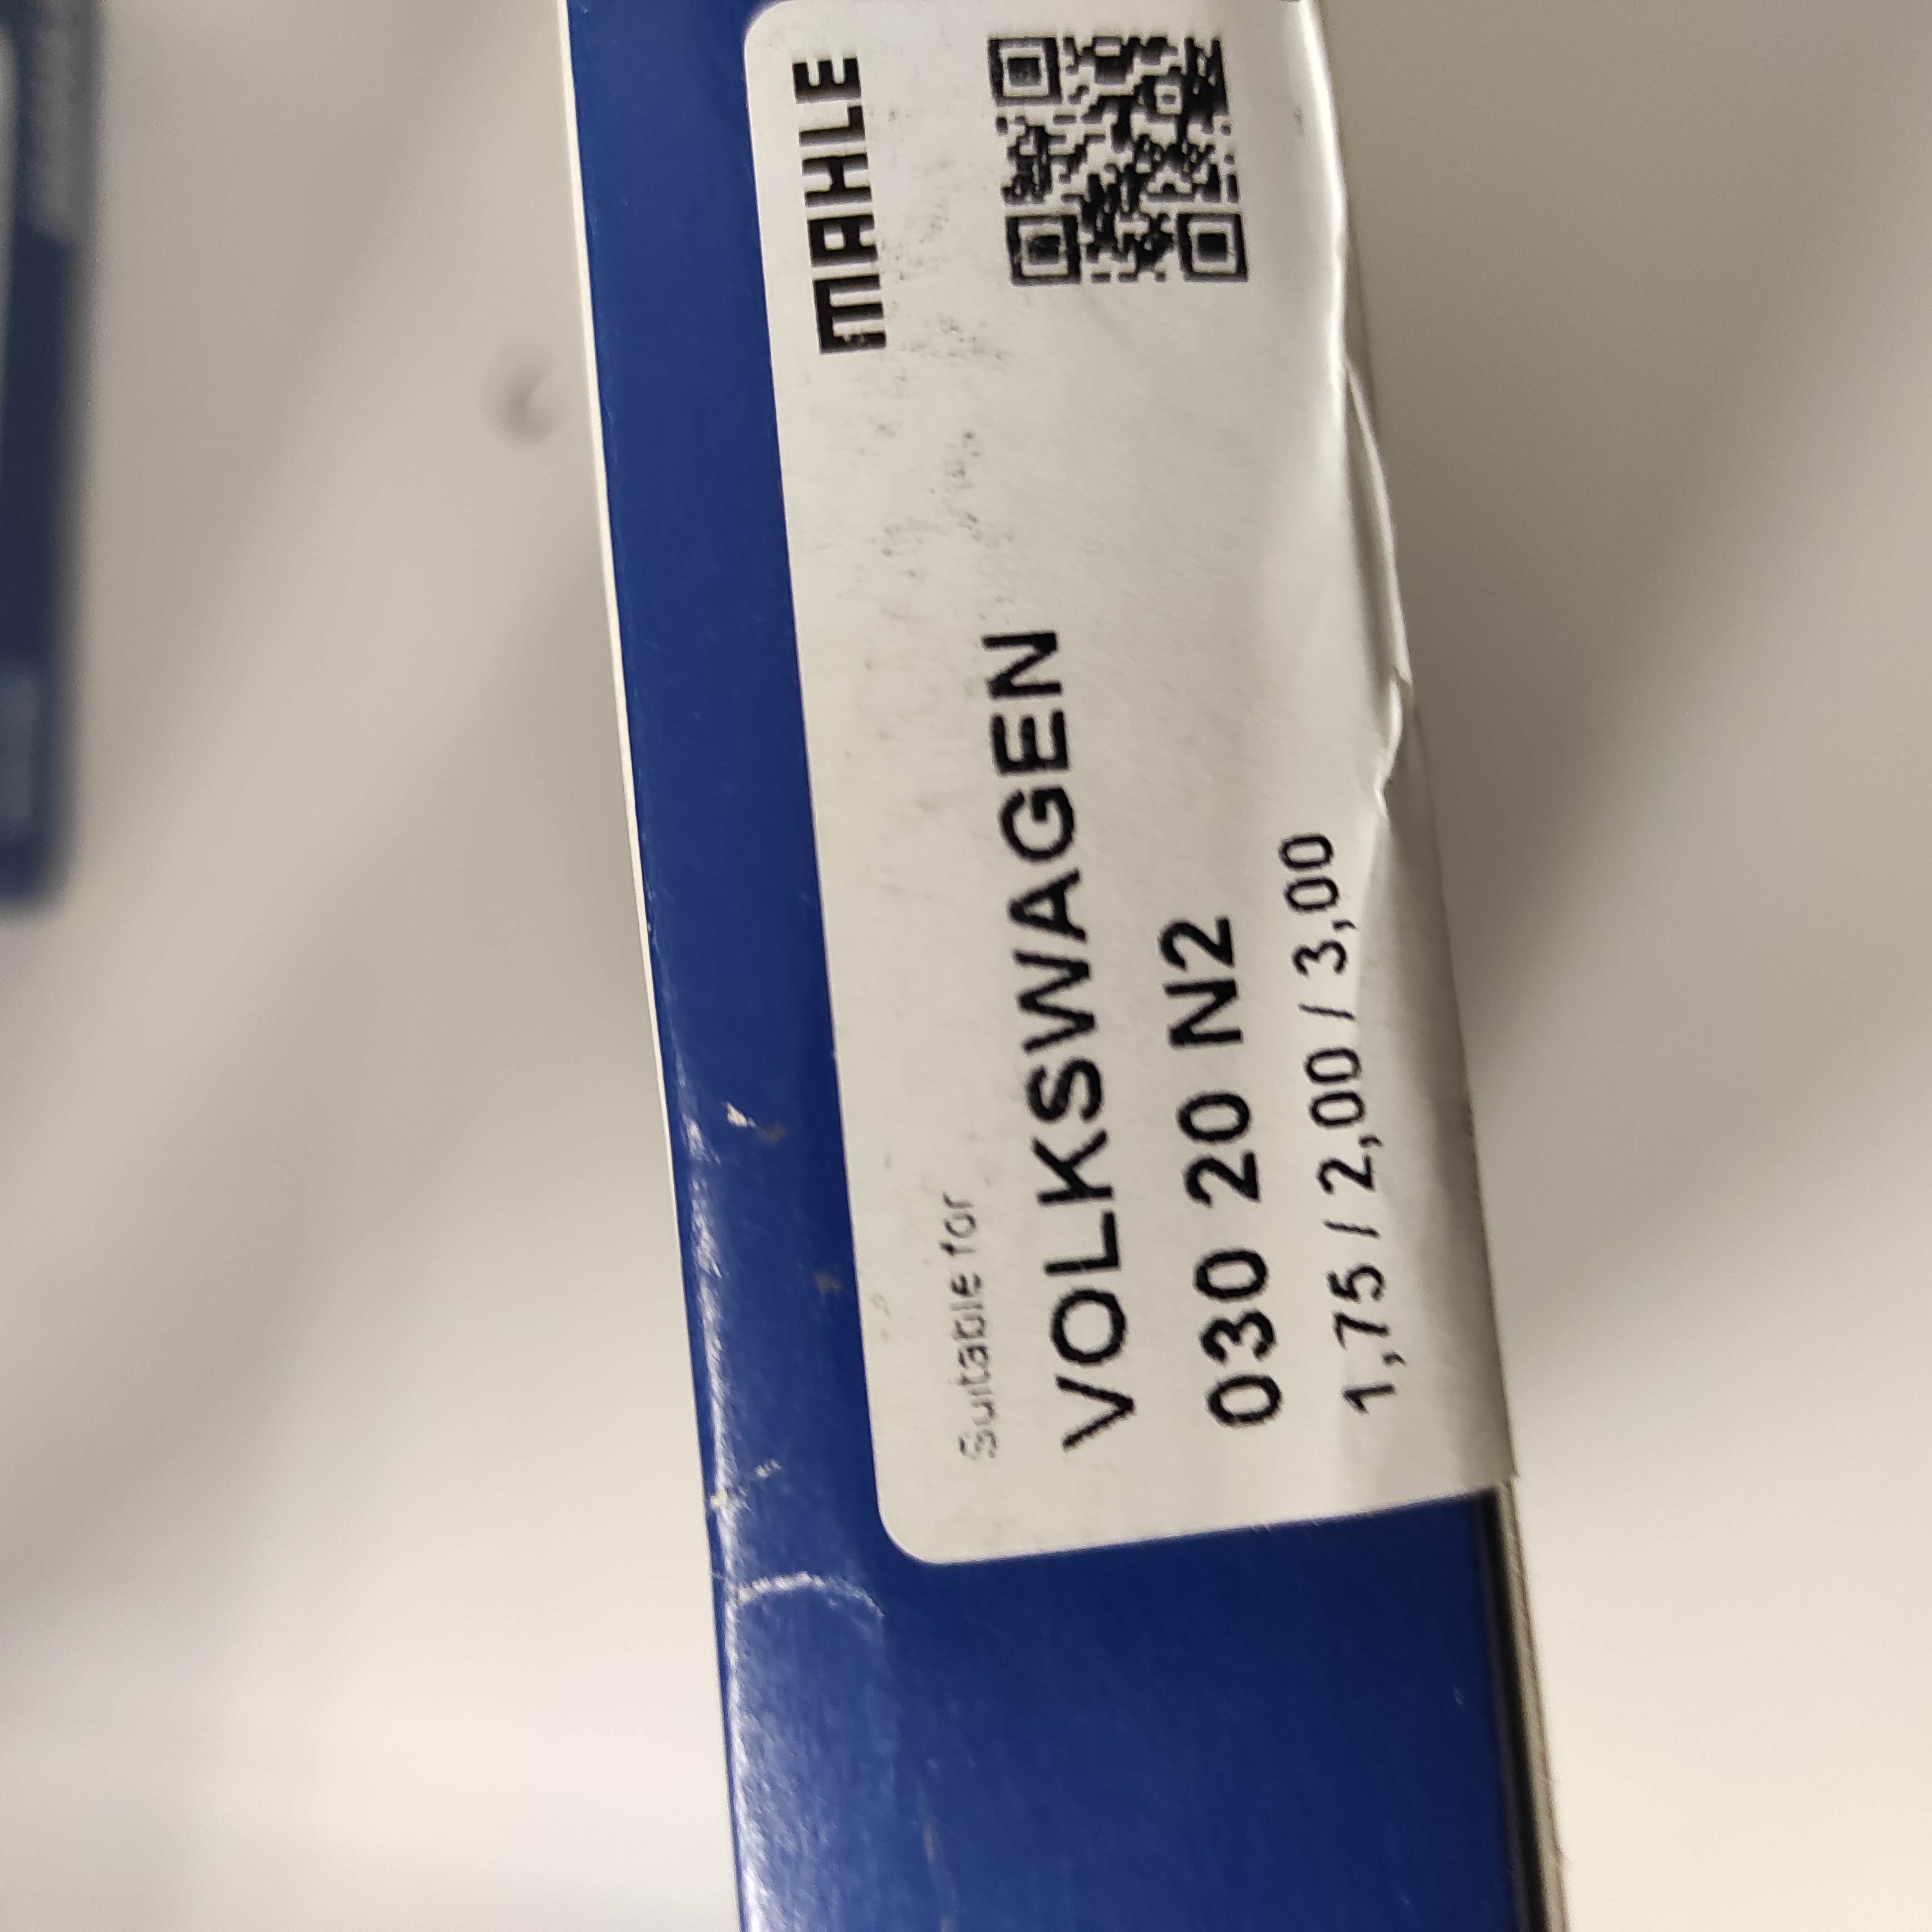 MAHLE
Suitable for
VOLKSWAGEN
030 20 N2
1,75 / 2,00 / 3,00